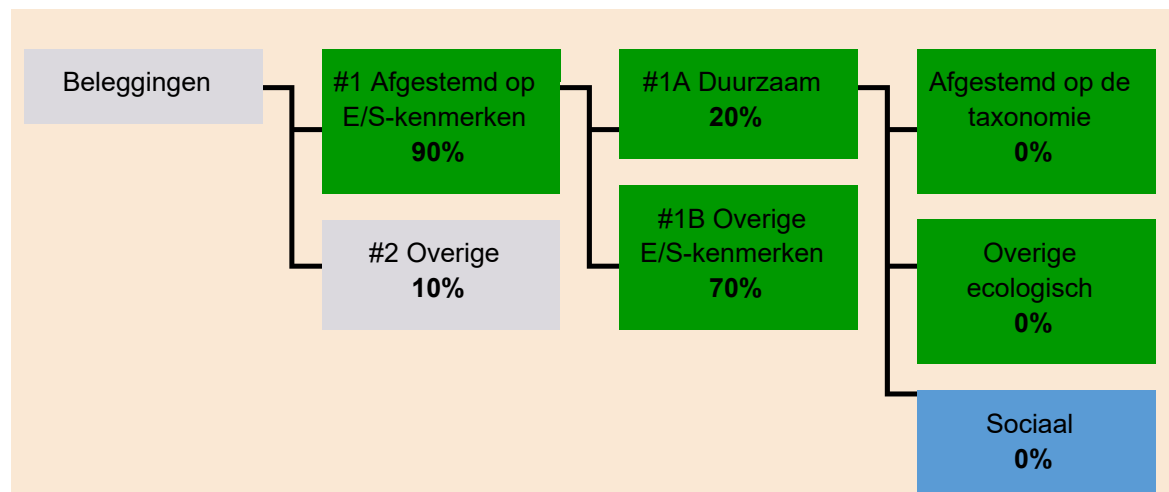 Beleggingen
#1 Afgestemd op
E/S-kenmerken
90%
#2 Overige
10%
#1A Duurzaam
20%
#1B Overige
E/S-kenmerken
70%
Afgestemd op de
taxonomie
0%
Overige
ecologisch
0%
Sociaal
0%